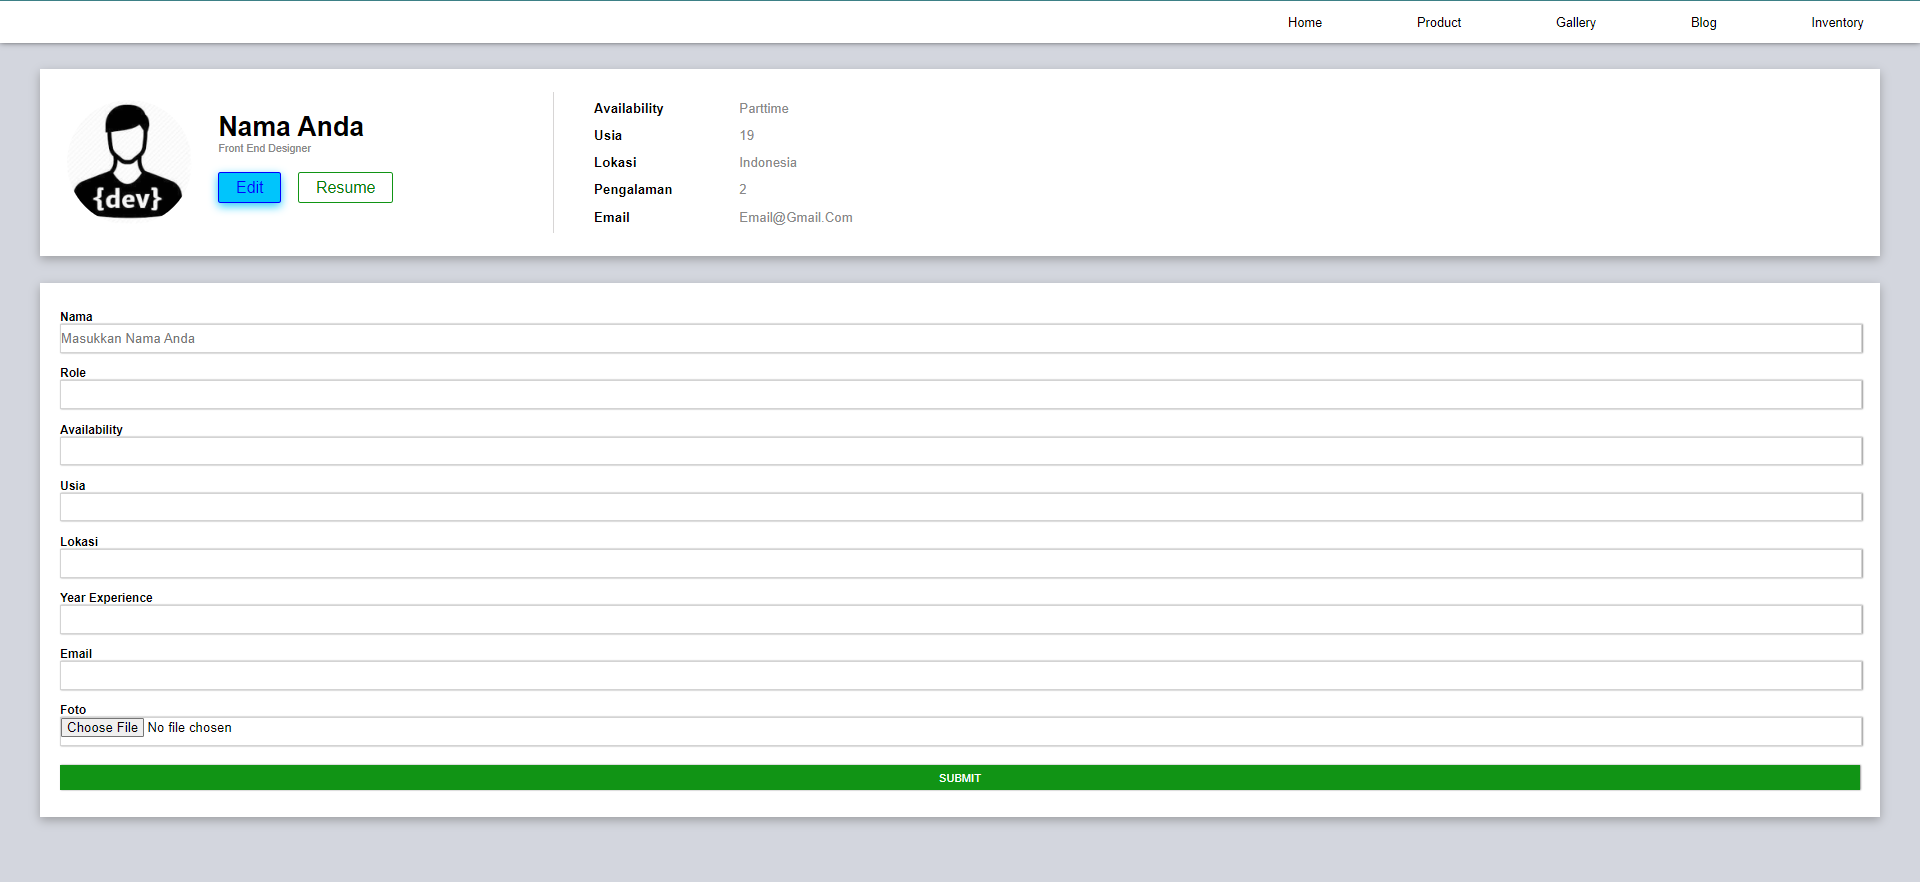 Home Product Gallery Blog Inventory
{dev}
Nama Anda
Front End Designer
Edit Resume
Availability Parttime
Usia 19
Lokasi Indonesia
Pengalaman 2
Email Email@Gmail.Com
Nama
Masukkan Nama Anda
Role
Availability
Usia
Lokasi
Year Experience
Email
Foto
Choose File No file chosen
SUBMIT